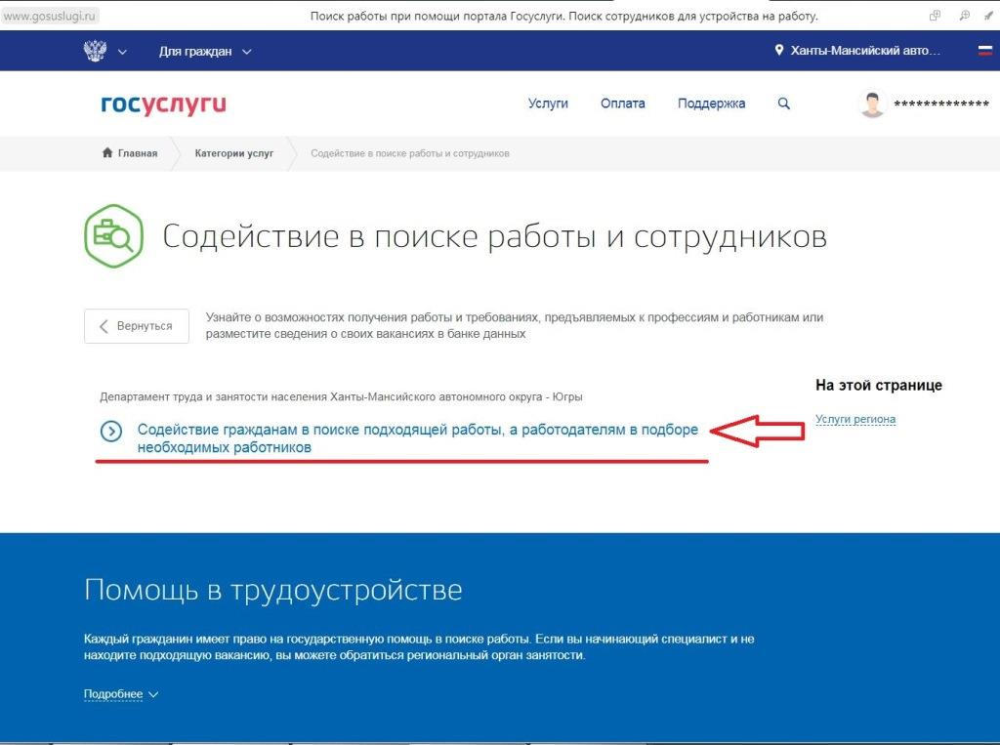 www.gosuslugi.ru
Поиск работы при помощи портала Госуслуги. Поиск сотрудников для устройства на работу.
Для граждан
Ханты-Мансийский авто...
госуслуги
Услуги
Оплата
Поддержка
*************
Главная
Категории услуг
Содействие в поиске работы и сотрудников
Содействие в поиске работы и сотрудников
Вернуться
Узнайте о возможностях получения работы и требованиях, предъявляемых к профессиям и работникам или
разместите сведения о своих вакансиях в банке данных
Департамент труда и занятости населения Ханты-Мансийского автономного округа - Югры
Содействие гражданам в поиске подходящей работы, а работодателям в подборе
необходимых работников
На этой странице
Услуги региона
Помощь в трудоустройстве
Каждый гражданин имеет право на государственную помощь в поиске работы. Если вы начинающий специалист и не
находите подходящую вакансию, вы можете обратиться региональный орган занятости.
Подробнее